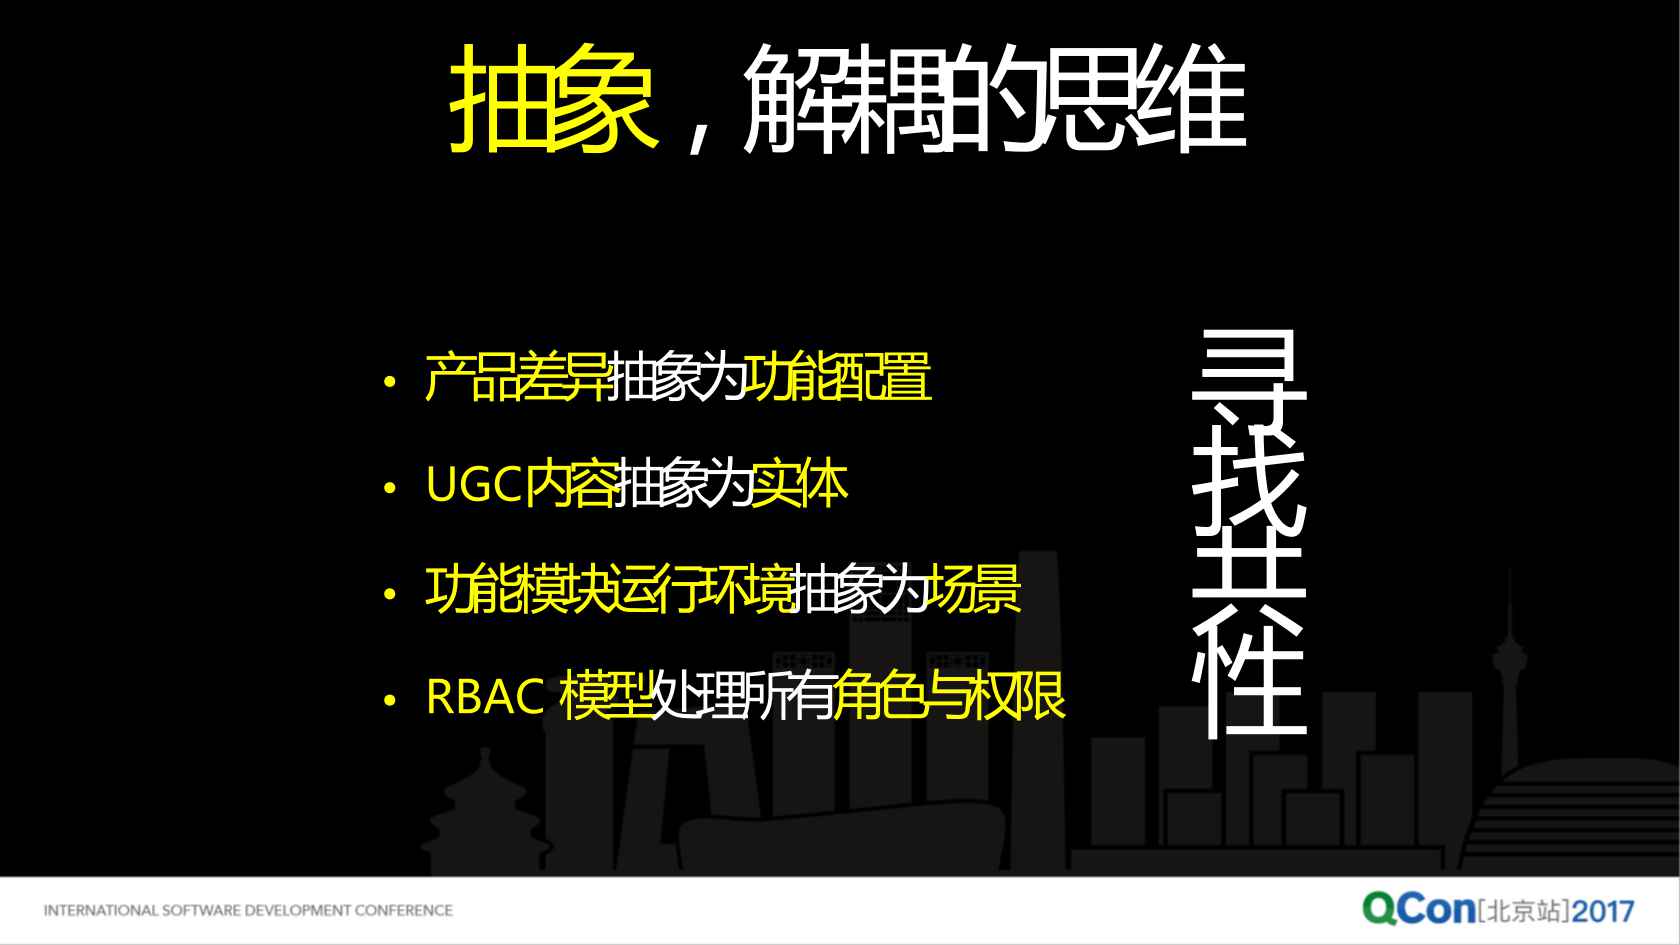 抽象，解耦的思维
• 产品差异抽象为功能配置
• UGC内容抽象为实体
• 功能模块运行环境抽象为场景
• RBAC 模型处理所有角色与权限
寻找共性
INTERNATIONAL SOFTWARE DEVELOPMENT CONFERENCE
QCon[北京站]2017